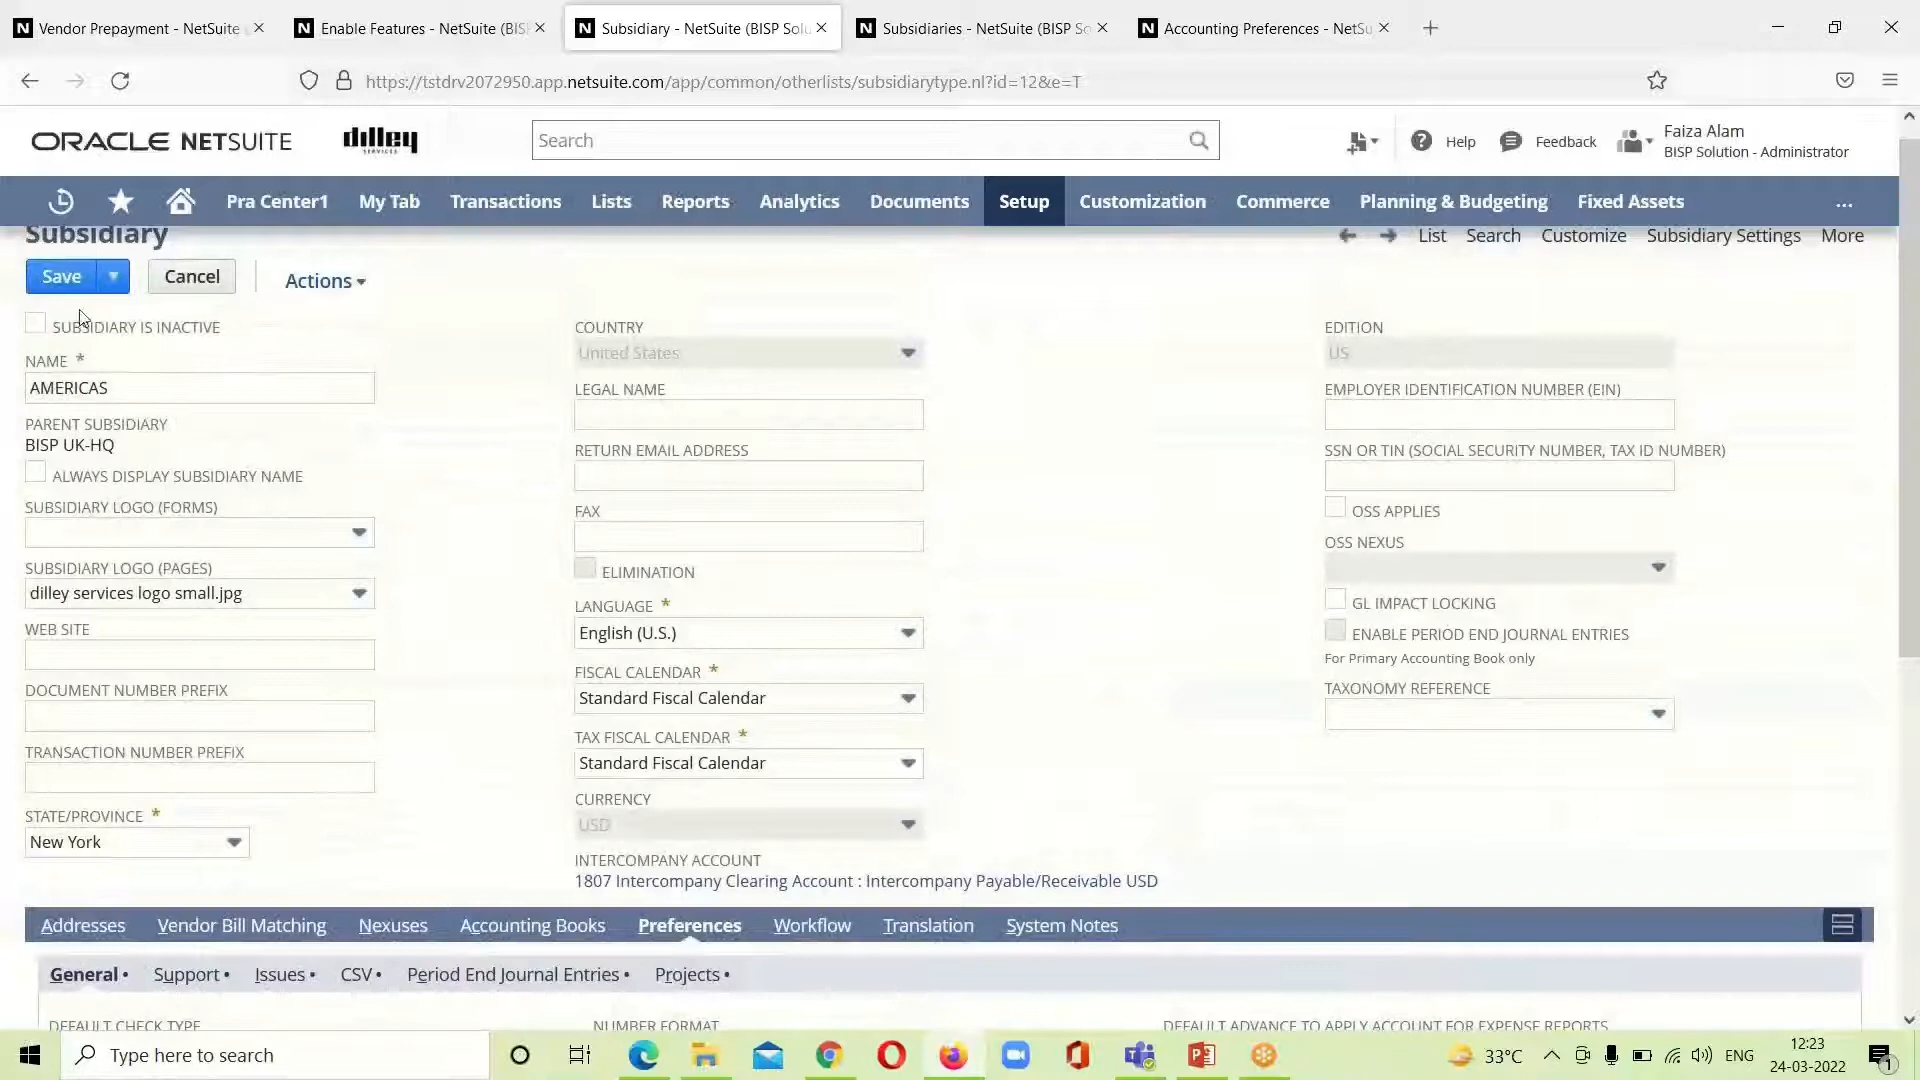 Vendor Prepayment - NetSuite
Enable Features - NetSuite (BISP
Subsidiary - NetSuite (BISP Solu
Subsidiaries - NetSuite (BISP So
Accounting Preferences - NetSu
https://tstdrv2072950.app.netsuite.com/app/common/otherlists/subsidiarytype.nl?id=12&e=T
ORACLE NETSUITE
dilley
SERVICES
Search
Help
Feedback
Faiza Alam
BISP Solution - Administrator
Pra Center1
My Tab
Transactions
Lists
Reports
Analytics
Documents
Setup
Customization
Commerce
Planning & Budgeting
Fixed Assets
...
Subsidiary
List
Search
Customize
Subsidiary Settings
More
Save
Cancel
Actions
SUBSIDIARY IS INACTIVE
NAME *
AMERICAS
PARENT SUBSIDIARY
BISP UK-HQ
ALWAYS DISPLAY SUBSIDIARY NAME
SUBSIDIARY LOGO (FORMS)
SUBSIDIARY LOGO (PAGES)
dilley services logo small.jpg
WEB SITE
DOCUMENT NUMBER PREFIX
TRANSACTION NUMBER PREFIX
STATE/PROVINCE *
New York
COUNTRY
United States
LEGAL NAME
RETURN EMAIL ADDRESS
FAX
ELIMINATION
LANGUAGE *
English (U.S.)
FISCAL CALENDAR *
Standard Fiscal Calendar
TAX FISCAL CALENDAR *
Standard Fiscal Calendar
CURRENCY
USD
INTERCOMPANY ACCOUNT
1807 Intercompany Clearing Account : Intercompany Payable/Receivable USD
EDITION
US
EMPLOYER IDENTIFICATION NUMBER (EIN)
SSN OR TIN (SOCIAL SECURITY NUMBER, TAX ID NUMBER)
OSS APPLIES
OSS NEXUS
GL IMPACT LOCKING
ENABLE PERIOD END JOURNAL ENTRIES
For Primary Accounting Book only
TAXONOMY REFERENCE
Addresses
Vendor Bill Matching
Nexuses
Accounting Books
Preferences
Workflow
Translation
System Notes
General •
Support •
Issues •
CSV •
Period End Journal Entries •
Projects •
DEFAULT CHECK TYPE
NUMBER FORMAT
DEFAULT ADVANCE TO APPLY ACCOUNT FOR EXPENSE REPORTS
Type here to search
33°C
ENG
12:23
24-03-2022
1